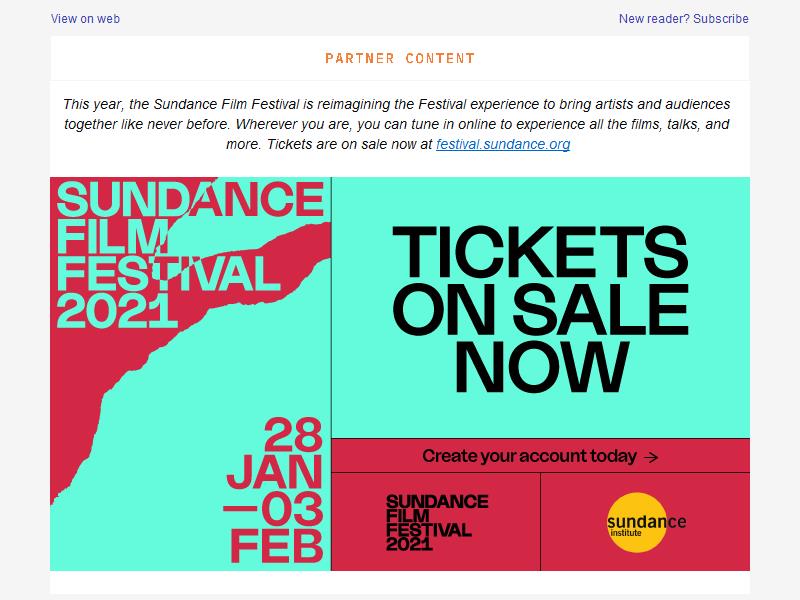 View on web
New reader? Subscribe
PARTNER CONTENT
This year, the Sundance Film Festival is reimagining the Festival experience to bring artists and audiences
together like never before. Wherever you are, you can tune in online to experience all the films, talks, and
more. Tickets are on sale now at festival.sundance.org
SUNDANCE
FILM
FESTIVAL
2021
28
JAN
—03
FEB
TICKETS
ON SALE
NOW
Create your account today →
SUNDANCE
FILM
FESTIVAL
2021
sundance
institute